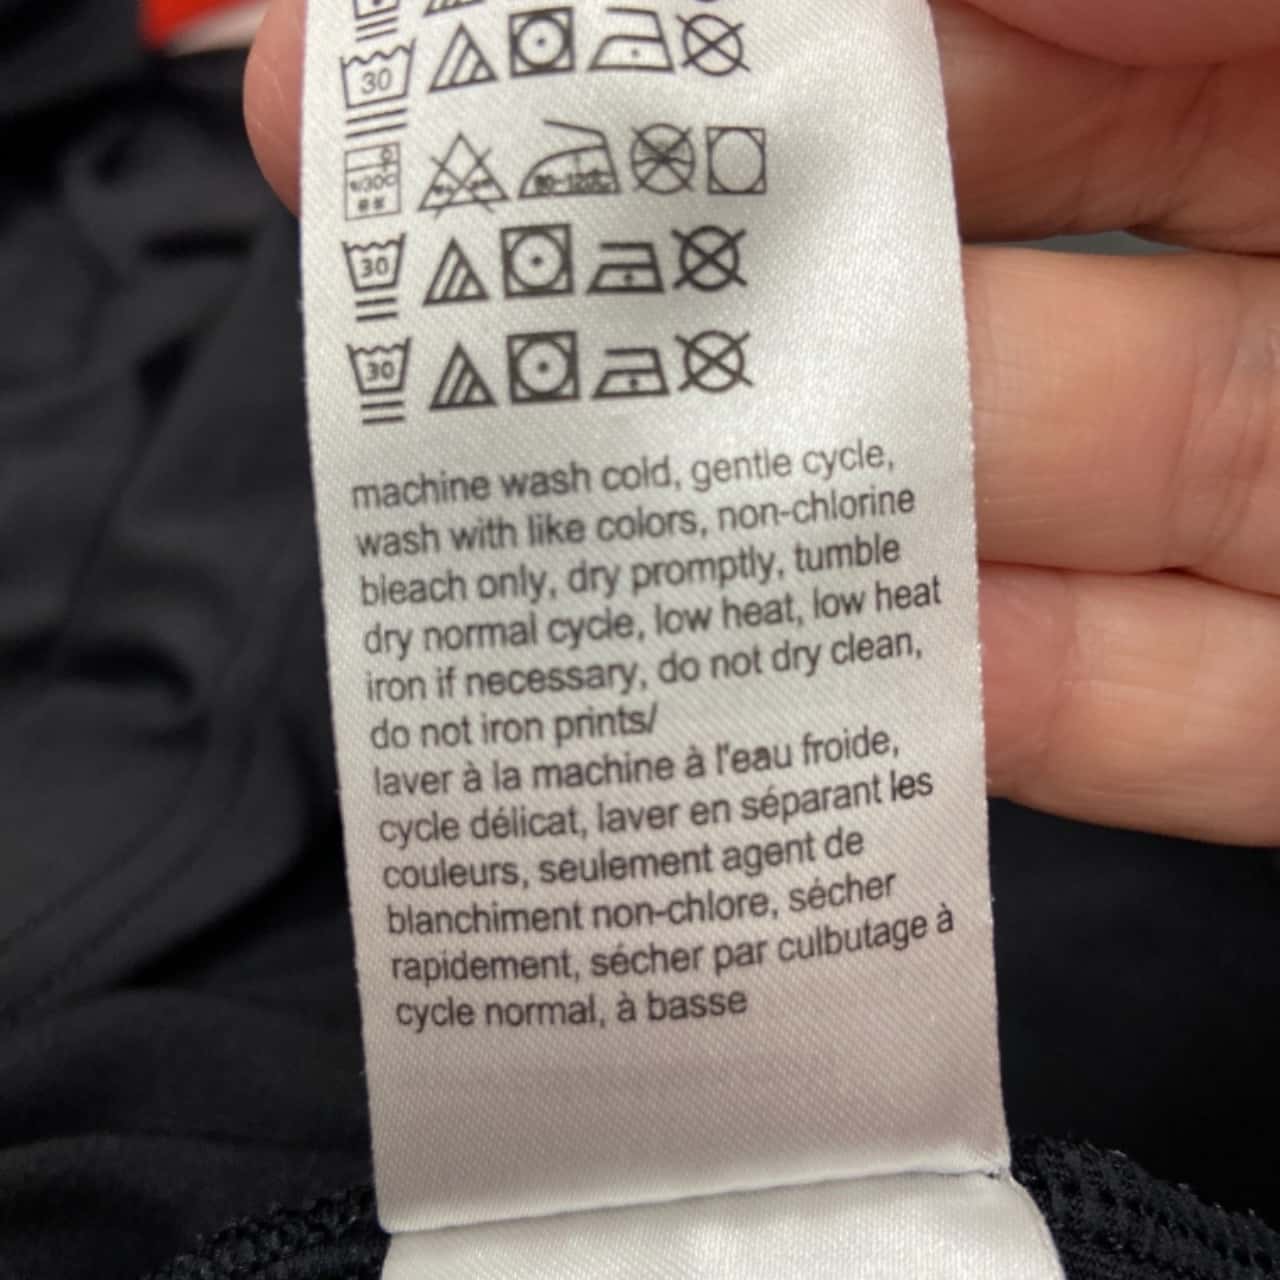 30
30
30
machine wash cold, gentle cycle,
wash with like colors, non-chlorine
bleach only, dry promptly, tumble
dry normal cycle, low heat, low heat
iron if necessary, do not dry clean,
do not iron prints/
laver à la machine à l'eau froide,
cycle délicat, laver en séparant les
couleurs, seulement agent de
blanchiment non-chlore, sécher
rapidement, sécher par culbutage à
cycle normal, à basse